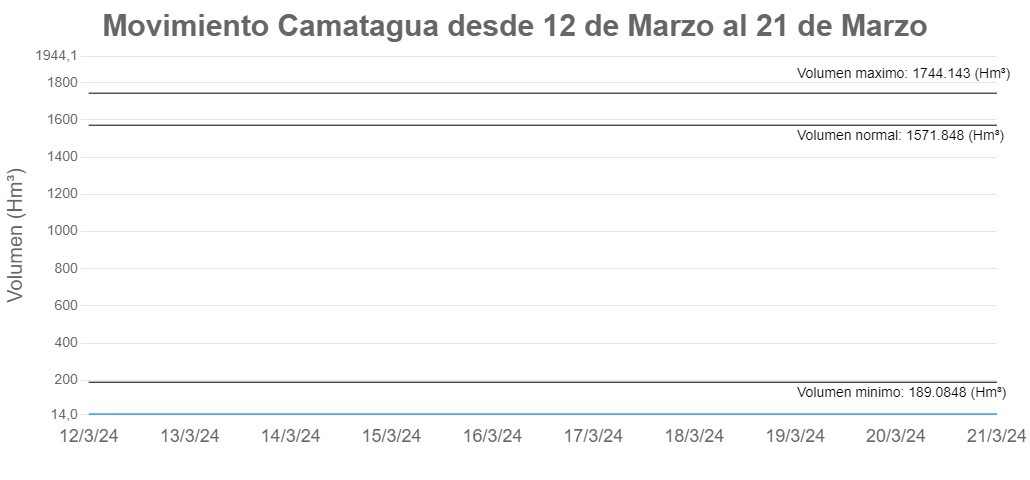 Movimiento Camatagua desde 12 de Marzo al 21 de Marzo
1944,1
Volumen maximo: 1744.143 (Hm³)
1800
1600
Volumen normal: 1571.848 (Hm³)
1400
1200
Volumen (Hm³)
1000
800
600
400
200
Volumen minimo: 189.0848 (Hm³)
14,0
12/3/24 13/3/24 14/3/24 15/3/24 16/3/24 17/3/24 18/3/24 19/3/24 20/3/24 21/3/24